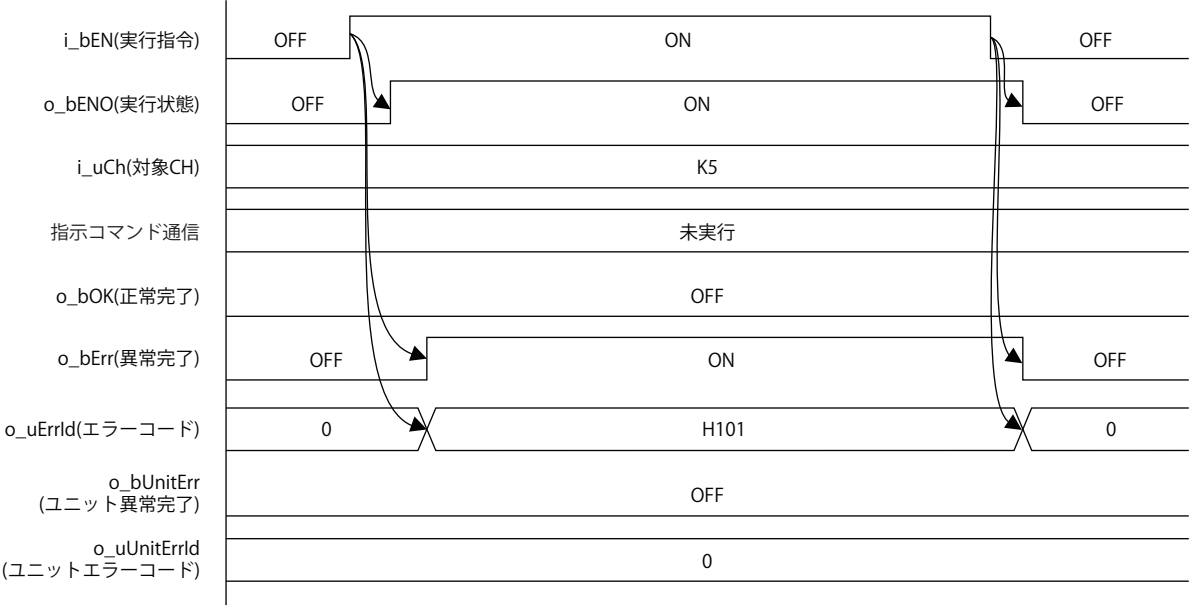 i_bEN(実行指令)
OFF
ON
OFF
o_bENO(実行状態)
OFF
ON
OFF
i_uCh(対象CH)
K5
指示コマンド通信
未実行
o_bOK(正常完了)
OFF
o_bErr(異常完了)
OFF
ON
OFF
o_uErrId(エラーコード)
0
H101
0
o_bUnitErr
(ユニット異常完了)
OFF
o_uUnitErrId
(ユニットエラーコード)
0